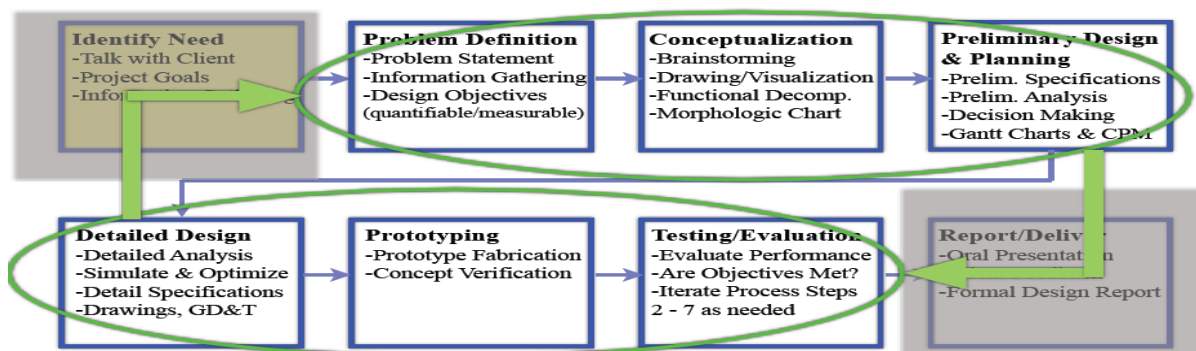 Identify Need
-Talk with Client
-Project Goals
Problem Definition
-Problem Statement
-Information Gathering
-Design Objectives
(quantifiable/measurable)
Conceptualization
-Brainstorming
-Drawing/Visualization
-Functional Decomp.
-Morphologic Chart
Preliminary Design
& Planning
-Prelim. Specifications
-Prelim. Analysis
-Decision Making
-Gantt Charts & CPM
Detailed Design
-Detailed Analysis
-Simulate & Optimize
-Detail Specifications
-Drawings, GD&T
Prototyping
-Prototype Fabrication
-Concept Verification
Testing/Evaluation
-Evaluate Performance
-Are Objectives Met?
-Iterate Process Steps
2 - 7 as needed
Report/Deliver
-Oral Presentation
-Formal Design Report